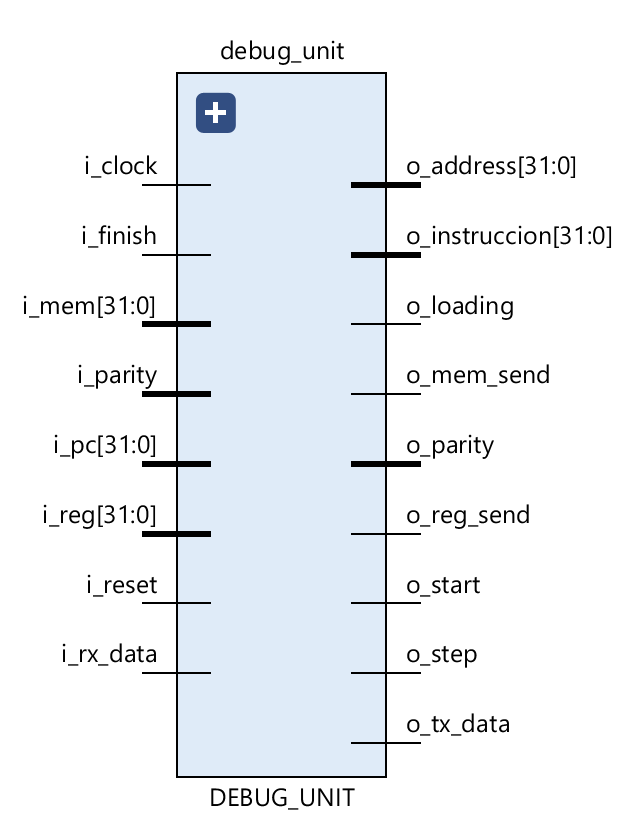 debug_unit
i_clock
o_address[31:0]
i_finish
o_instruccion[31:0]
i_mem[31:0]
o_loading
i_parity
o_mem_send
i_pc[31:0]
o_parity
i_reg[31:0]
o_reg_send
i_reset
o_start
i_rx_data
o_step
o_tx_data
DEBUG_UNIT